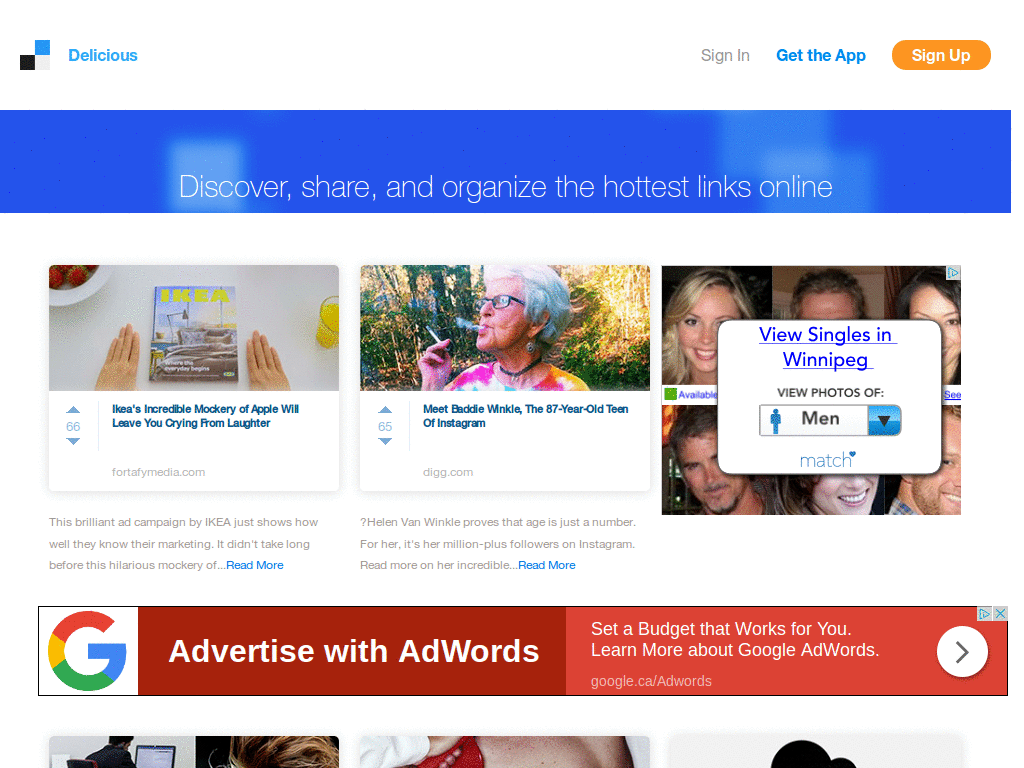 Delicious
Sign In
Get the App
Sign Up
Discover, share, and organize the hottest links online
IKEA
Where the
everyday begins
66
Ikea's Incredible Mockery of Apple Will
Leave You Crying From Laughter
fortafymedia.com
This brilliant ad campaign by IKEA just shows how
well they know their marketing. It didn't take long
before this hilarious mockery of...Read More
65
Meet Baddie Winkle, The 87-Year-Old Teen
Of Instagram
digg.com
?Helen Van Winkle proves that age is just a number.
For her, it's her million-plus followers on Instagram.
Read more on her incredible...Read More
View Singles in
Winnipeg
Available
See
VIEW PHOTOS OF:
Men
match
Advertise with AdWords
Set a Budget that Works for You.
Learn More about Google AdWords.
google.ca/Adwords